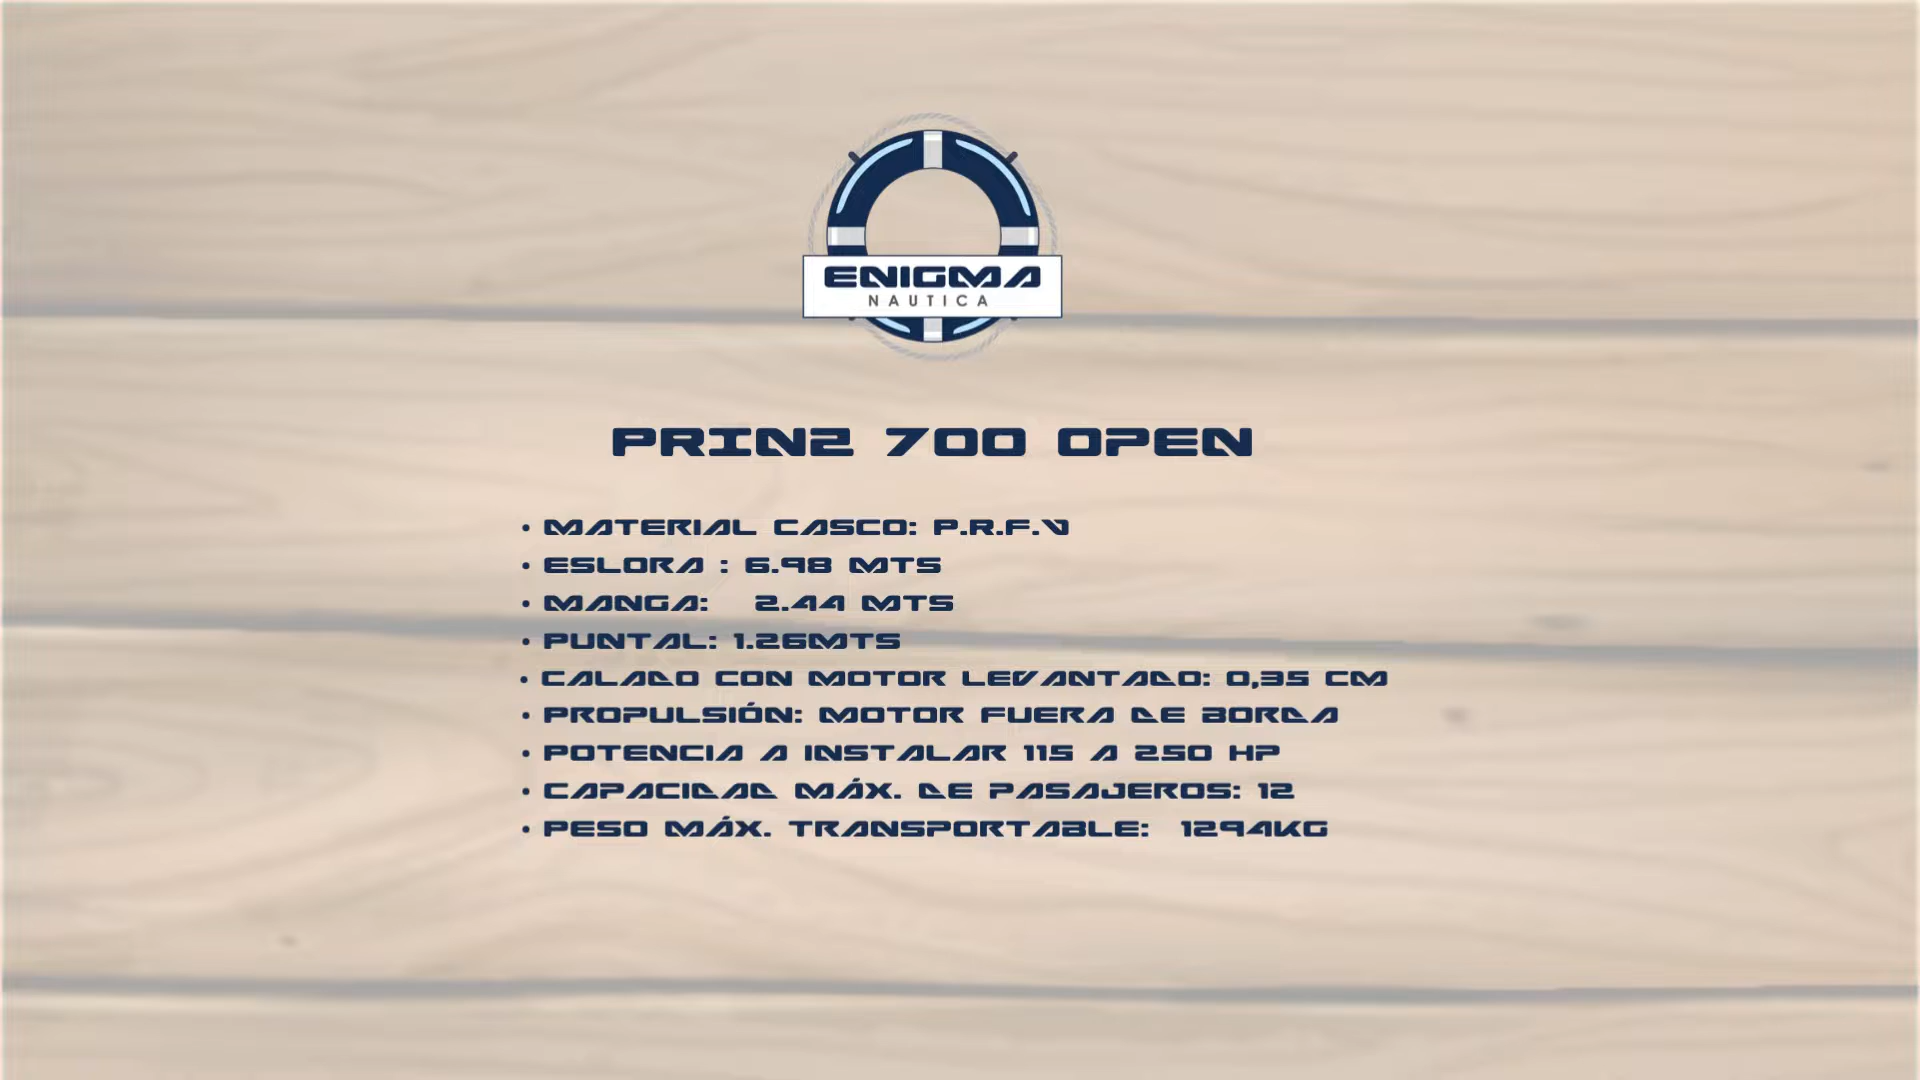 ENIGMA
NAUTICA
PRINZ 700 OPEN
• MATERIAL CASCO: P.R.F.V
• ESLORA : 6.98 MTS
• MANGA: 2.44 MTS
• PUNTAL: 1.26MTS
• CALADO CON MOTOR LEVANTADO: 0,35 CM
• PROPULSIÓN: MOTOR FUERA DE BORDA
• POTENCIA A INSTALAR 115 A 250 HP
• CAPACIDAD MÁX. DE PASAJEROS: 12
• PESO MÁX. TRANSPORTABLE: 1294KG